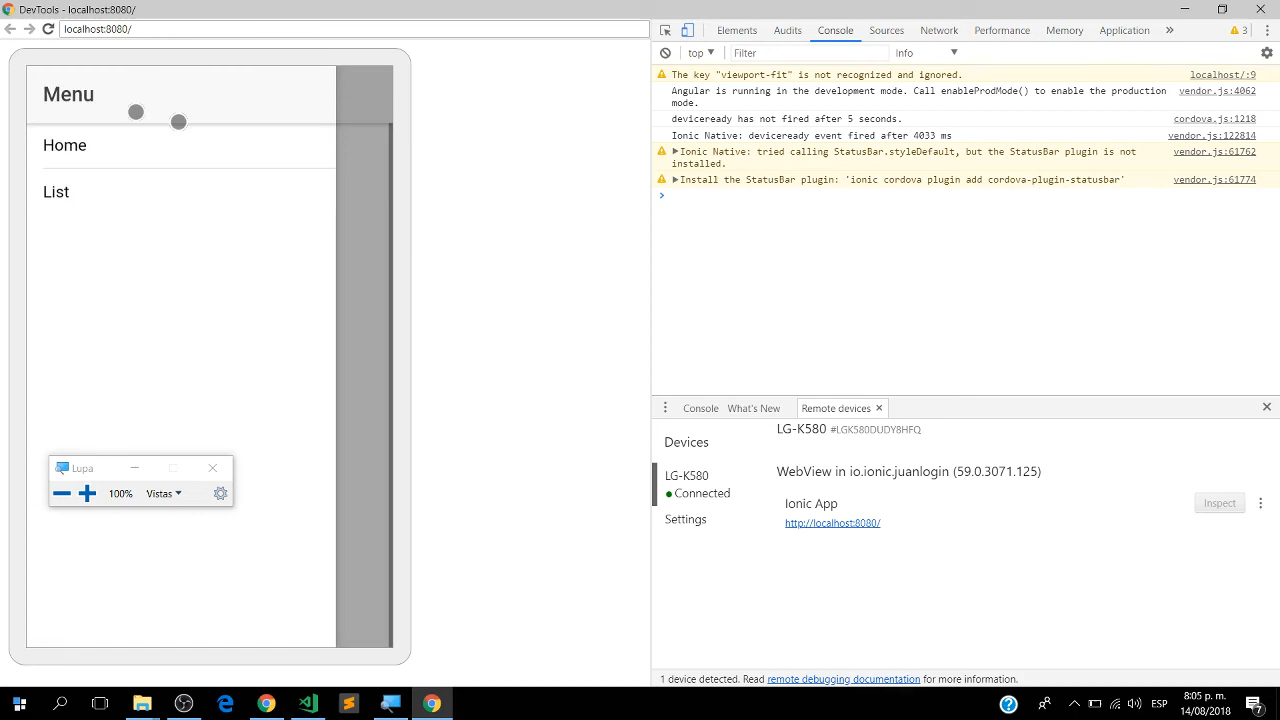 DevTools - localhost:8080/
localhost:8080/
Menu
Home
List
Lupa
100% Vistas
Elements Audits Console Sources Network Performance Memory Application » 3
top Filter Info
The key "viewport-fit" is not recognized and ignored. localhost/:9
Angular is running in the development mode. Call enableProdMode() to enable the production vendor.js:4062
mode.
deviceready has not fired after 5 seconds. cordova.js:1218
Ionic Native: deviceready event fired after 4033 ms vendor.js:122814
Ionic Native: tried calling StatusBar.styleDefault, but the StatusBar plugin is not vendor.js:61762
installed.
Install the StatusBar plugin: 'ionic cordova plugin add cordova-plugin-statusbar' vendor.js:61774
Console What's New Remote devices
Devices
LG-K580
Connected
Settings
LG-K580 #LGK580DUDY8HFQ
WebView in io.ionic.juanlogin (59.0.3071.125)
Ionic App Inspect
http://localhost:8080/
1 device detected. Read remote debugging documentation for more information.
ESP
8:05 p. m.
14/08/2018
7